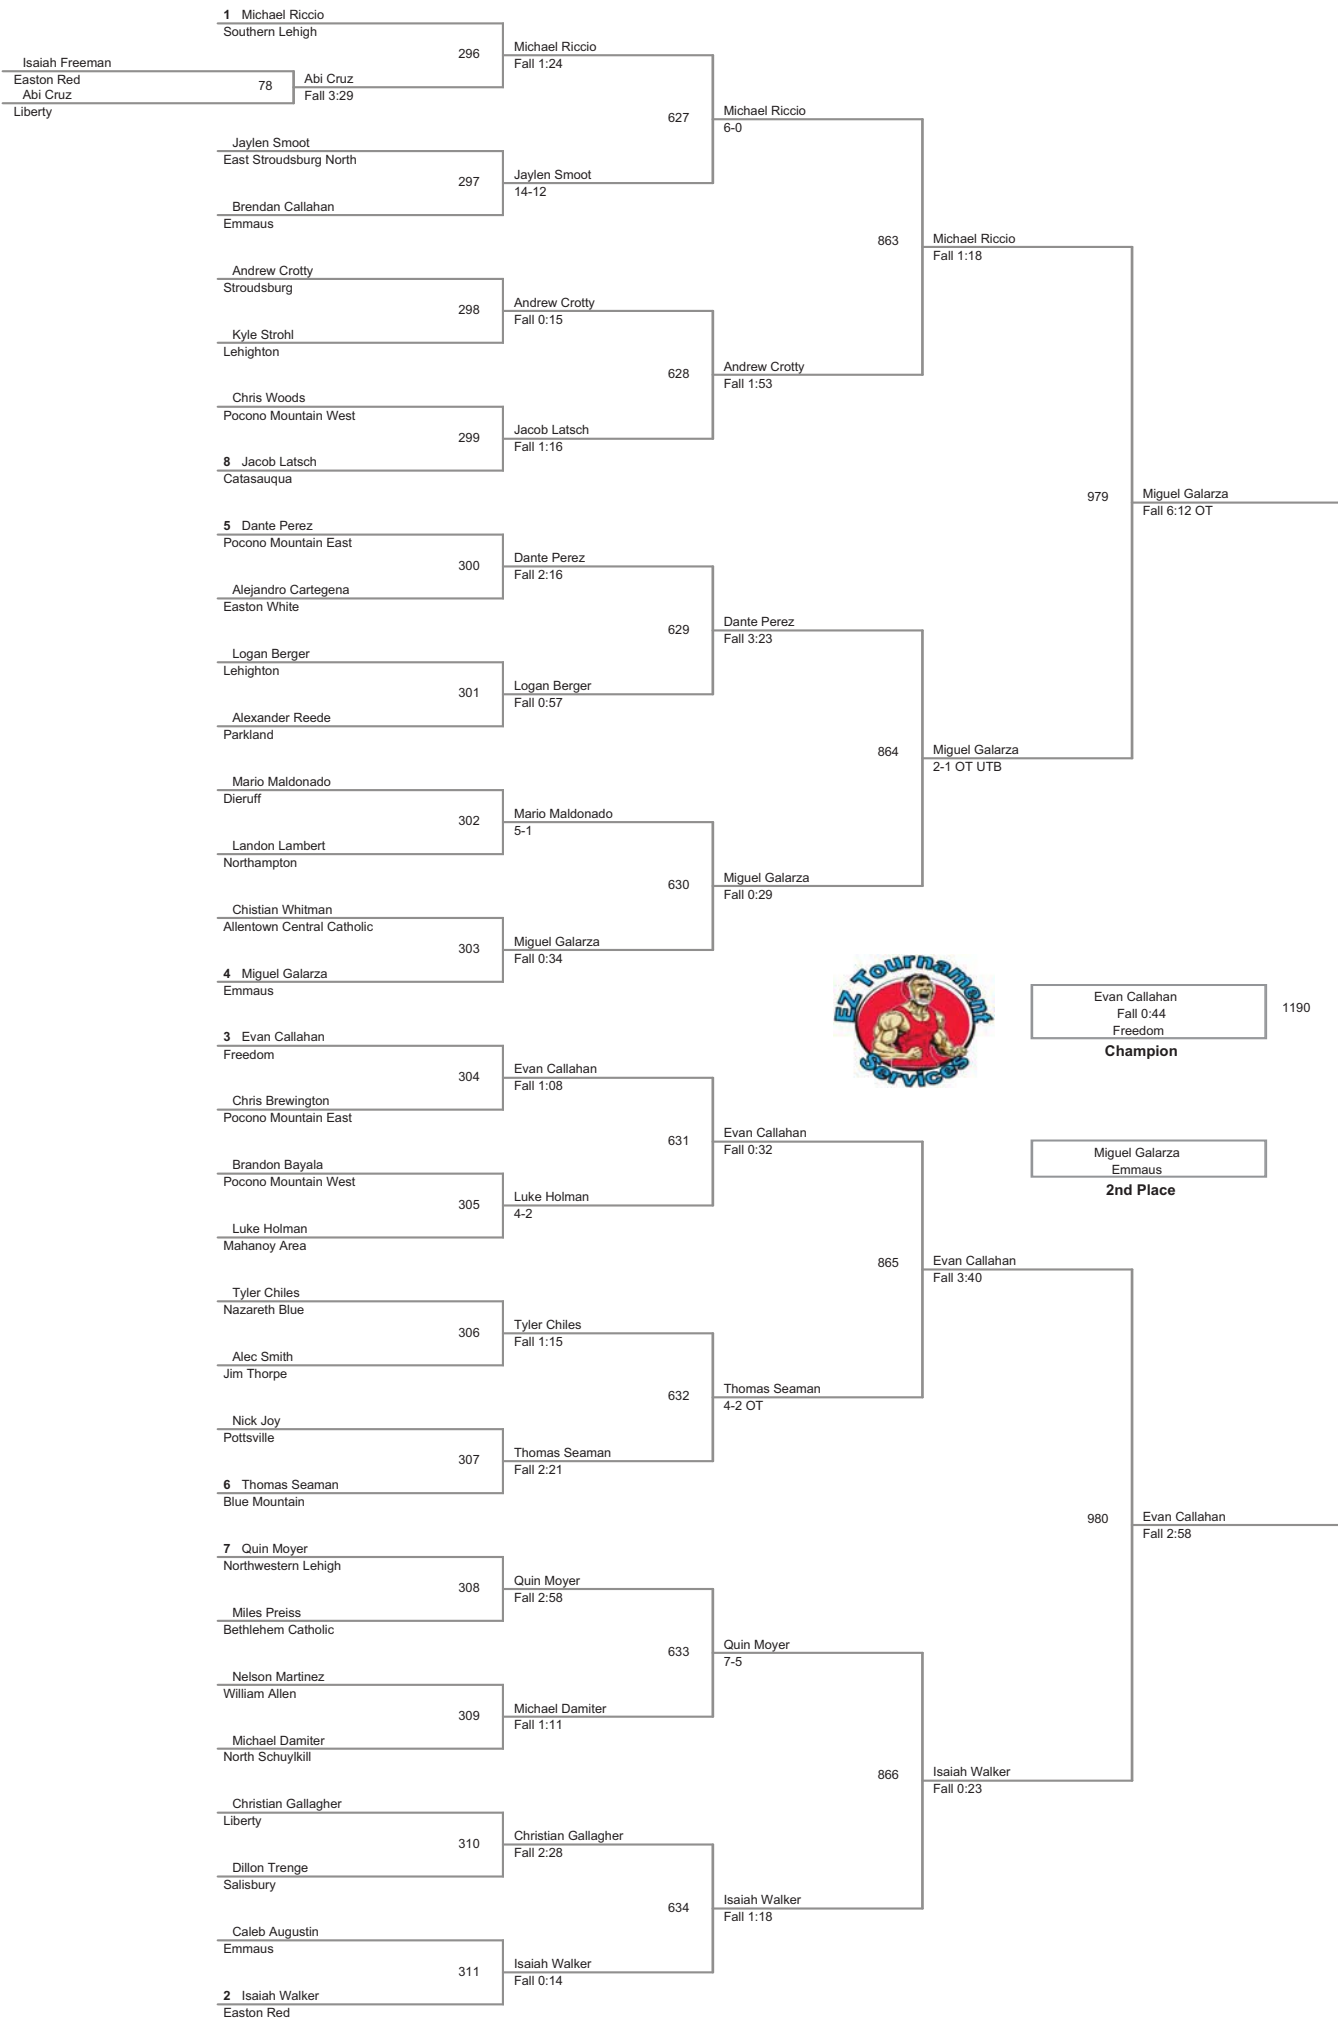 1 Michael Riccio
Southern Lehigh
296
Michael Riccio
Fall 1:24
Isaiah Freeman
Easton Red
78
Abi Cruz
Fall 3:29
Abi Cruz
Liberty
627
Michael Riccio
6-0
Jaylen Smoot
East Stroudsburg North
297
Jaylen Smoot
14-12
Brendan Callahan
Emmaus
863
Michael Riccio
Fall 1:18
Andrew Crotty
Stroudsburg
298
Andrew Crotty
Fall 0:15
Kyle Strohl
Lehighton
628
Andrew Crotty
Fall 1:53
Chris Woods
Pocono Mountain West
299
Jacob Latsch
Fall 1:16
8 Jacob Latsch
Catasauqua
979
Miguel Galarza
Fall 6:12 OT
5 Dante Perez
Pocono Mountain East
300
Dante Perez
Fall 2:16
Alejandro Cartegena
Easton White
629
Dante Perez
Fall 3:23
Logan Berger
Lehighton
301
Logan Berger
Fall 0:57
Alexander Reede
Parkland
864
Miguel Galarza
2-1 OT UTB
Mario Maldonado
Dieruff
302
Mario Maldonado
5-1
Landon Lambert
Northampton
630
Miguel Galarza
Fall 0:29
Chistian Whitman
Allentown Central Catholic
303
Miguel Galarza
Fall 0:34
4 Miguel Galarza
Emmaus
EZ Tournament
Services
Evan Callahan
Fall 0:44
Freedom
1190
Champion
3 Evan Callahan
Freedom
304
Evan Callahan
Fall 1:08
Chris Brewington
Pocono Mountain East
631
Evan Callahan
Fall 0:32
Miguel Galarza
Emmaus
2nd Place
Brandon Bayala
Pocono Mountain West
305
Luke Holman
4-2
Luke Holman
Mahanoy Area
865
Evan Callahan
Fall 3:40
Tyler Chiles
Nazareth Blue
306
Tyler Chiles
Fall 1:15
Alec Smith
Jim Thorpe
632
Thomas Seaman
4-2 OT
Nick Joy
Pottsville
307
Thomas Seaman
Fall 2:21
6 Thomas Seaman
Blue Mountain
980
Evan Callahan
Fall 2:58
7 Quin Moyer
Northwestern Lehigh
308
Quin Moyer
Fall 2:58
Miles Preiss
Bethlehem Catholic
633
Quin Moyer
7-5
Nelson Martinez
William Allen
309
Michael Damiter
Fall 1:11
Michael Damiter
North Schuylkill
866
Isaiah Walker
Fall 0:23
Christian Gallagher
Liberty
310
Christian Gallagher
Fall 2:28
Dillon Trenge
Salisbury
634
Isaiah Walker
Fall 1:18
Caleb Augustin
Emmaus
311
Isaiah Walker
Fall 0:14
2 Isaiah Walker
Easton Red